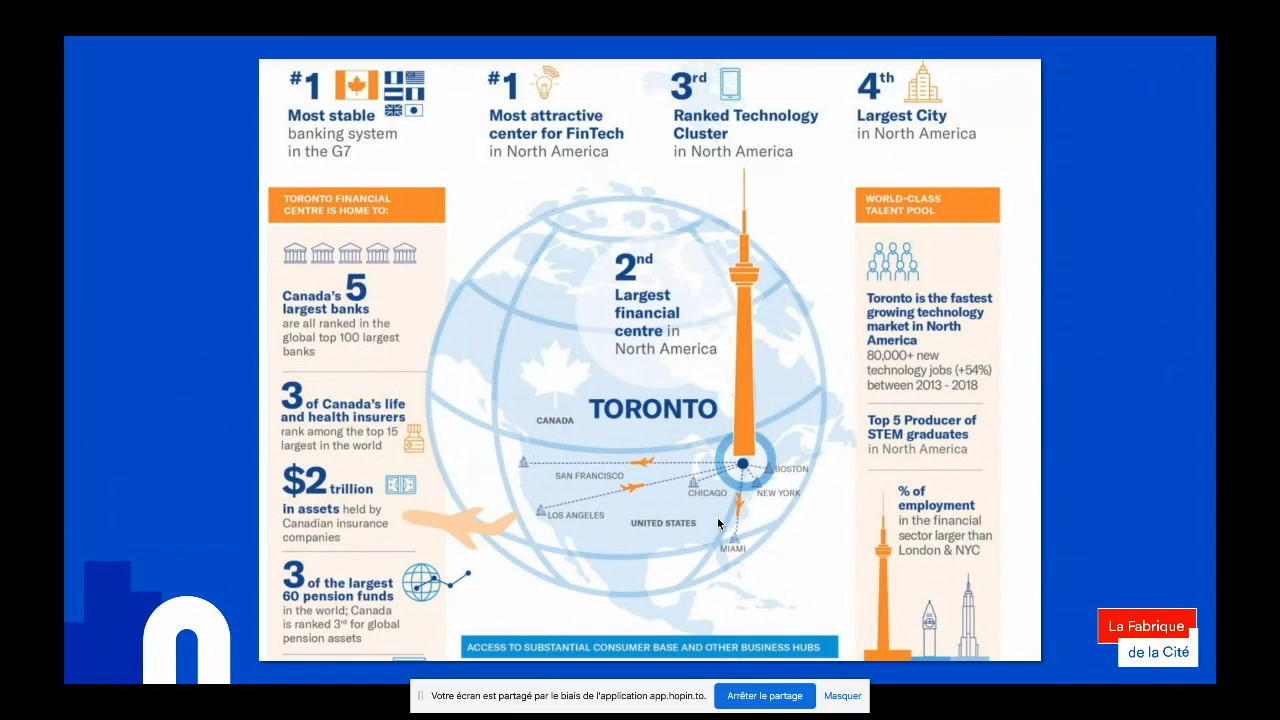 #1
Most stable
banking system
in the G7
#1
Most attractive
center for FinTech
in North America
3rd
Ranked Technology
Cluster
in North America
4th
Largest City
in North America
TORONTO FINANCIAL
CENTRE IS HOME TO:
Canada's 5
largest banks
are all ranked in the
global top 100 largest
banks
3 of Canada's life
and health insurers
rank among the top 15
largest in the world
$2 trillion
in assets held by
Canadian insurance
companies
3 of the largest
60 pension funds
in the world; Canada
is ranked 3rd for global
pension assets
2nd
Largest
financial
centre in
North America
TORONTO
CANADA
SAN FRANCISCO
BOSTON
CHICAGO
NEW YORK
LOS ANGELES
UNITED STATES
MIAMI
ACCESS TO SUBSTANTIAL CONSUMER BASE AND OTHER BUSINESS HUBS
WORLD-CLASS
TALENT POOL
Toronto is the fastest
growing technology
market in North
America
80,000+ new
technology jobs (+54%)
between 2013 - 2018
Top 5 Producer of
STEM graduates
in North America
% of
employment
in the financial
sector larger than
London & NYC
La Fabrique
de la Cité
Votre écran est partagé par le biais de l'application app.hopin.to.
Arrêter le partage
Masquer